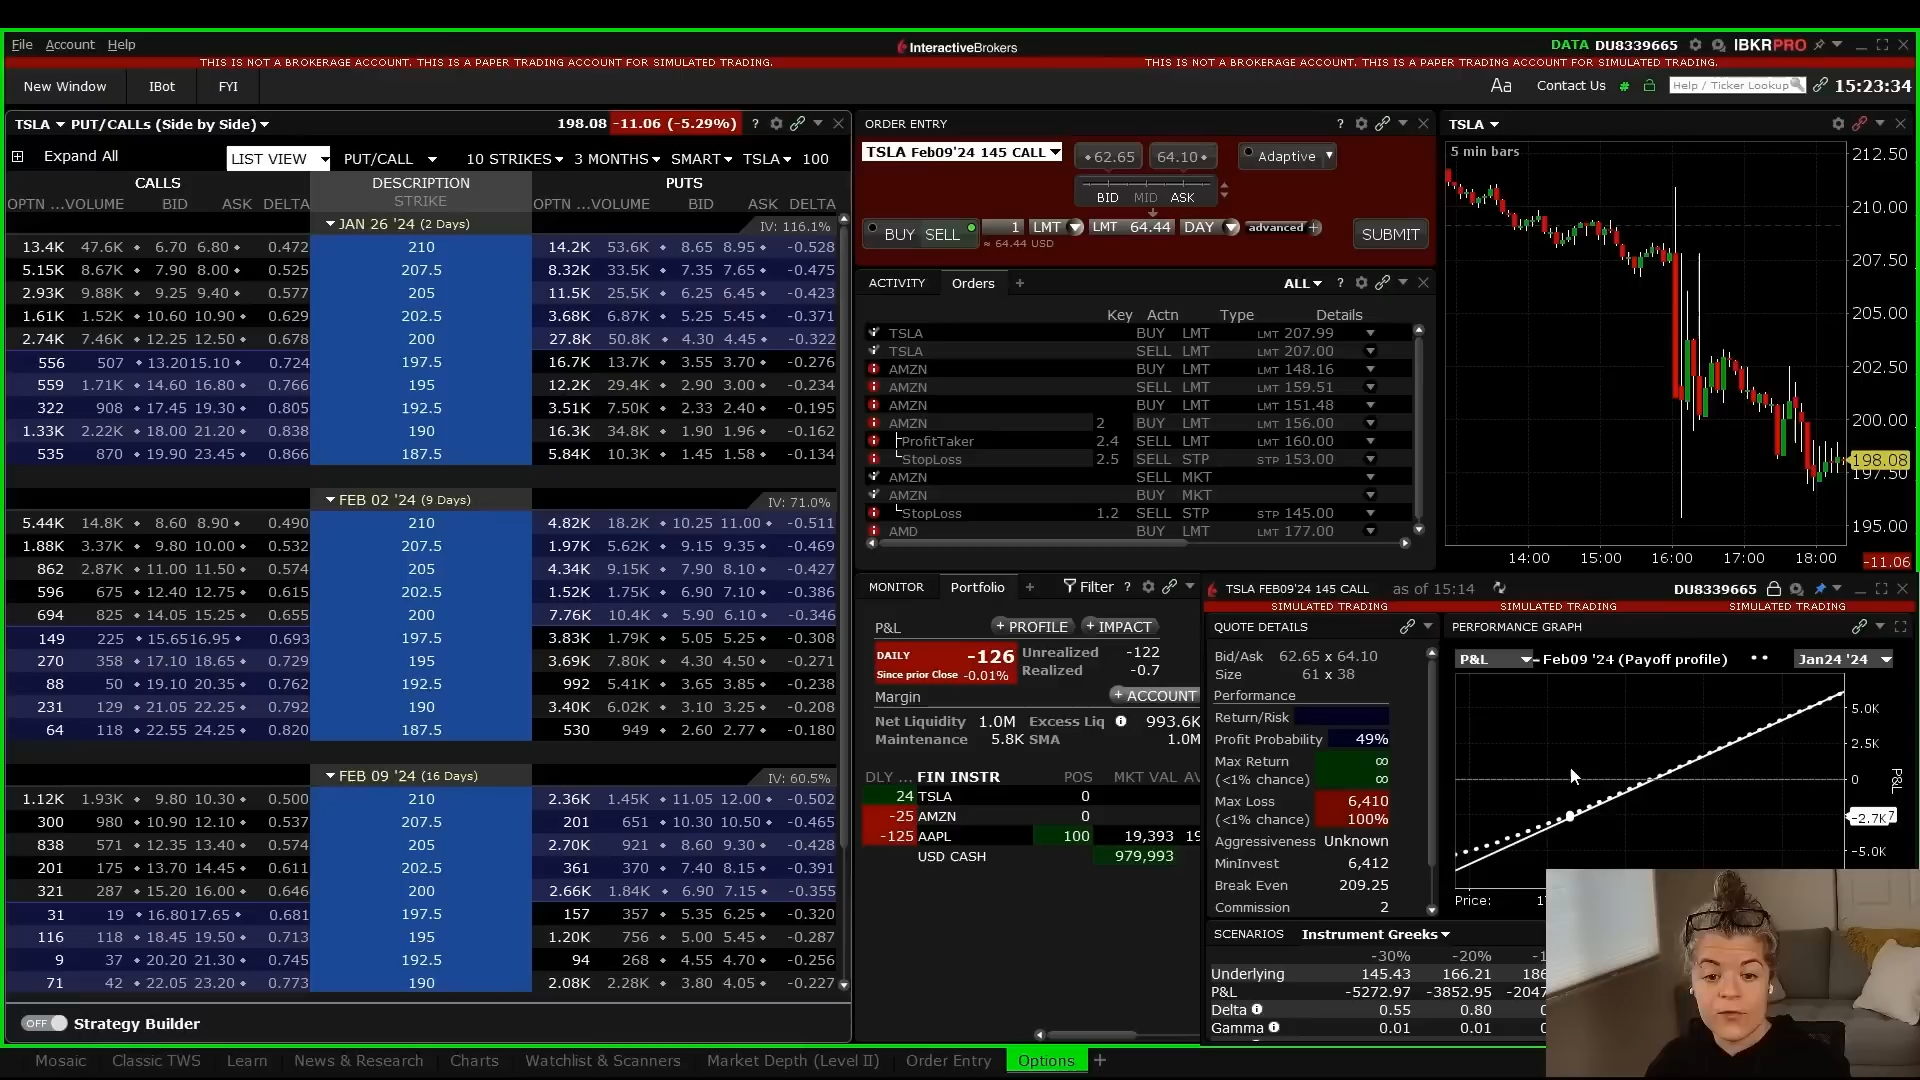 File Account Help
InteractiveBrokers
DATA DU8339665 IBKRPRO
THIS IS NOT A BROKERAGE ACCOUNT. THIS IS A PAPER TRADING ACCOUNT FOR SIMULATED TRADING.
THIS IS NOT A BROKERAGE ACCOUNT. THIS IS A PAPER TRADING ACCOUNT FOR SIMULATED TRADING.
New Window IBot FYI
Aa Contact Us # Help / Ticker Lookup 15:23:34
TSLA PUT/CALLs (Side by Side) 198.08 -11.06 (-5.29%) ?
Expand All LIST VIEW PUT/CALL 10 STRIKES 3 MONTHS SMART TSLA 100
CALLS DESCRIPTION PUTS
OPTN ... VOLUME BID ASK DELTA STRIKE OPTN ... VOLUME BID ASK DELTA
JAN 26 '24 (2 Days) IV: 116.1%
13.4K 47.6K 6.70 6.80 0.472 210 14.2K 53.6K 8.65 8.95 -0.528
5.15K 8.67K 7.90 8.00 0.525 207.5 8.32K 33.5K 7.35 7.65 -0.475
2.93K 9.88K 9.25 9.40 0.577 205 11.5K 25.5K 6.25 6.45 -0.423
1.61K 1.52K 10.60 10.90 0.629 202.5 3.68K 6.87K 5.25 5.45 -0.371
2.74K 7.46K 12.25 12.50 0.678 200 27.8K 50.8K 4.30 4.45 -0.322
556 507 13.20 15.10 0.724 197.5 16.7K 13.7K 3.55 3.70 -0.276
559 1.71K 14.60 16.80 0.766 195 12.2K 29.4K 2.90 3.00 -0.234
322 908 17.45 19.30 0.805 192.5 3.51K 7.50K 2.33 2.40 -0.195
1.33K 2.22K 18.00 21.20 0.838 190 16.3K 34.8K 1.90 1.96 -0.162
535 870 19.90 23.45 0.866 187.5 5.84K 10.3K 1.45 1.58 -0.134
FEB 02 '24 (9 Days) IV: 71.0%
5.44K 14.8K 8.60 8.90 0.490 210 4.82K 18.2K 10.25 11.00 -0.511
1.88K 3.37K 9.80 10.00 0.532 207.5 1.97K 5.62K 9.15 9.35 -0.469
862 2.87K 11.00 11.50 0.574 205 4.34K 9.15K 7.90 8.10 -0.427
596 675 12.40 12.75 0.615 202.5 1.52K 1.75K 6.90 7.10 -0.386
694 825 14.05 15.25 0.655 200 7.76K 10.4K 5.90 6.10 -0.346
149 225 15.65 16.95 0.693 197.5 3.83K 1.79K 5.05 5.25 -0.308
270 358 17.10 18.65 0.729 195 3.69K 7.80K 4.30 4.50 -0.271
88 50 19.10 20.35 0.762 192.5 992 5.41K 3.65 3.85 -0.238
231 129 21.05 22.25 0.792 190 3.40K 6.02K 3.10 3.25 -0.208
64 118 22.55 24.25 0.820 187.5 530 949 2.60 2.77 -0.180
FEB 09 '24 (16 Days) IV: 60.5%
1.12K 1.93K 9.80 10.30 0.500 210 2.36K 1.45K 11.05 12.00 -0.502
300 980 10.90 12.10 0.537 207.5 201 651 10.30 10.50 -0.465
838 571 12.35 13.40 0.574 205 2.70K 921 8.60 9.30 -0.428
201 175 13.70 14.45 0.611 202.5 361 370 7.40 8.15 -0.391
321 287 15.20 16.00 0.646 200 2.66K 1.84K 6.90 7.15 -0.355
31 19 16.80 17.65 0.681 197.5 157 357 5.35 6.25 -0.320
116 118 18.45 19.50 0.713 195 1.20K 756 5.00 5.45 -0.287
9 37 20.20 21.30 0.745 192.5 94 268 4.55 4.70 -0.256
71 42 22.05 23.20 0.773 190 2.08K 2.28K 3.80 4.05 -0.227
OFF Strategy Builder
ORDER ENTRY ?
TSLA Feb09'24 145 CALL 62.65 64.10 Adaptive
BID MID ASK
BUY SELL 1 LMT LMT 64.44 DAY advanced + SUBMIT
≈ 64.44 USD
ACTIVITY Orders + ALL ?
Key Actn Type Details
TSLA BUY LMT LMT 207.99
TSLA SELL LMT LMT 207.00
AMZN BUY LMT LMT 148.16
AMZN SELL LMT LMT 159.51
AMZN BUY LMT LMT 151.48
AMZN 2 BUY LMT LMT 156.00
ProfitTaker 2.4 SELL LMT LMT 160.00
StopLoss 2.5 SELL STP STP 153.00
AMZN SELL MKT
AMZN BUY MKT
StopLoss 1.2 SELL STP STP 145.00
AMD BUY LMT LMT 177.00
MONITOR Portfolio + Filter ?
P&L + PROFILE + IMPACT
DAILY -126 Unrealized -122
Since prior Close -0.01% Realized -0.7
Margin + ACCOUNT
Net Liquidity 1.0M Excess Liq 993.6K
Maintenance 5.8K SMA 1.0M
DLY ... FIN INSTR POS MKT VAL AV
24 TSLA 0
-25 AMZN 0
-125 AAPL 100 19,393 19
USD CASH 979,993
TSLA
5 min bars
212.50
210.00
207.50
205.00
202.50
200.00
198.08
197.50
195.00
14:00 15:00 16:00 17:00 18:00 -11.06
TSLA FEB09'24 145 CALL as of 15:14 DU8339665
SIMULATED TRADING SIMULATED TRADING SIMULATED TRADING
QUOTE DETAILS
Bid/Ask 62.65 x 64.10
Size 61 x 38
Performance
Return/Risk
Profit Probability 49%
Max Return ∞
(<1% chance) ∞
Max Loss 6,410
(<1% chance) 100%
Aggressiveness Unknown
MinInvest 6,412
Break Even 209.25
Commission 2
PERFORMANCE GRAPH
P&L Feb09 '24 (Payoff profile) Jan24 '24
5.0K
2.5K
0
-2.7K
-5.0K
P&L
Price:
SCENARIOS Instrument Greeks
-30% -20% -1
Underlying 145.43 166.21 186
P&L -5272.97 -3852.95 -2047
Delta 0.55 0.80 0
Gamma 0.01 0.01 0
Mosaic Classic TWS Learn News & Research Charts Watchlist & Scanners Market Depth (Level II) Order Entry Options +